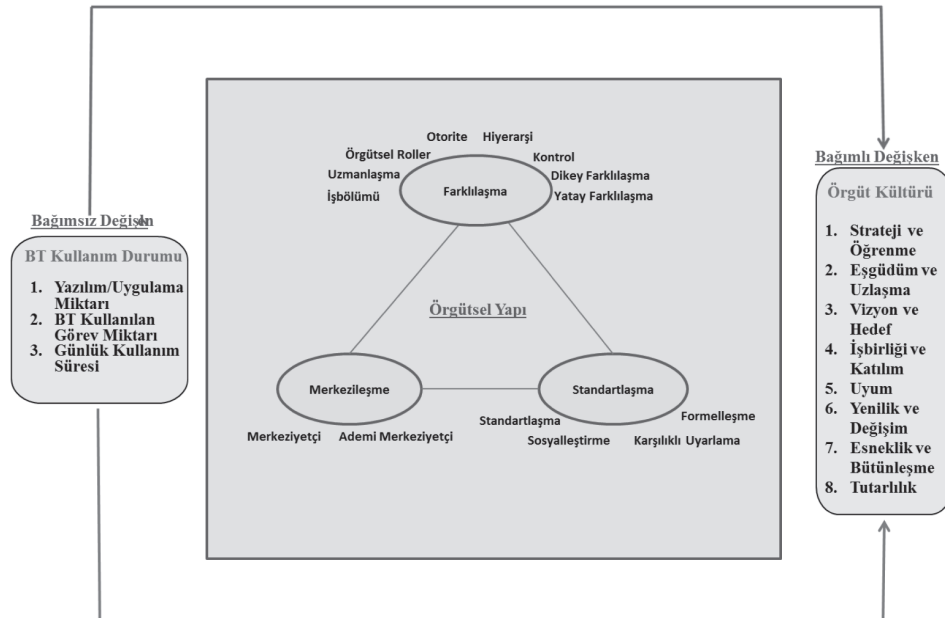 Bağımsız Değişken
BT Kullanım Durumu
1. Yazılım/Uygulama
Miktarı
2. BT Kullanılan
Görev Miktarı
3. Günlük Kullanım
Süresi
Otorite Hiyerarşi
Örgütsel Roller Kontrol
Uzmanlaşma Dikey Farklılaşma
İşbölümü Farklılaşma Yatay Farklılaşma
Örgütsel Yapı
Merkezileşme
Merkeziyetçi Ademi Merkeziyetçi
Standartlaşma
Standartlaşma Formelleşme
Sosyalleştirme Karşılıklı Uyarlama
Bağımlı Değişken
Örgüt Kültürü
1. Strateji ve
Öğrenme
2. Eşgüdüm ve
Uzlaşma
3. Vizyon ve
Hedef
4. İşbirliği ve
Katılım
5. Uyum
6. Yenilik ve
Değişim
7. Esneklik ve
Bütünleşme
8. Tutarlılık